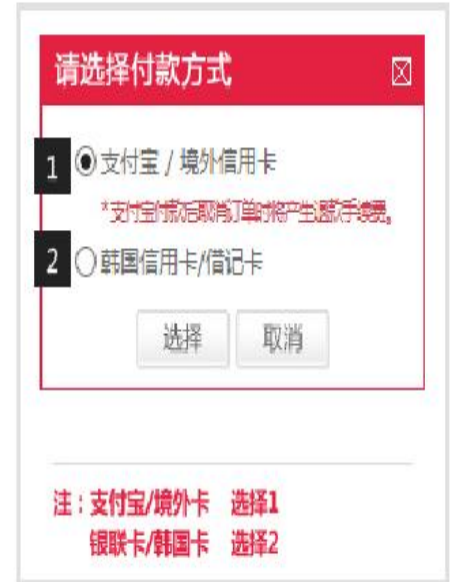 请选择付款方式
1 支付宝 / 境外信用卡
*支付宝付款后取消订单时将产生退款手续费。
2 韩国信用卡/借记卡
选择 取消
注：支付宝/境外卡 选择1
银联卡/韩国卡 选择2